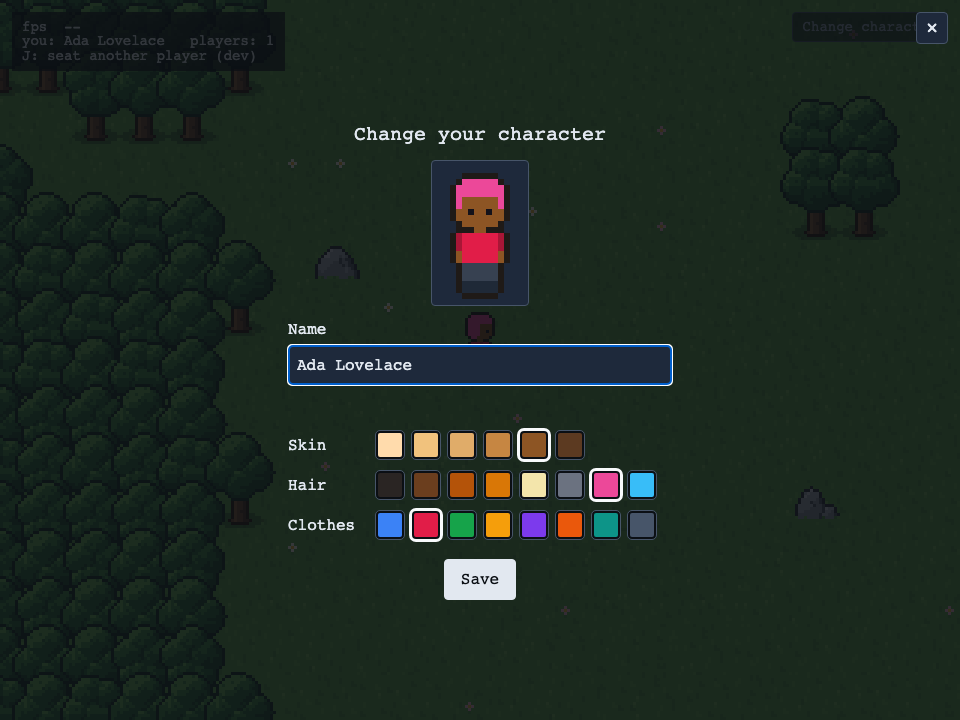 fps --
you: Ada Lovelace players: 1
J: seat another player (dev)
Change charact
×
Change your character
Name
Ada Lovelace
Skin
Hair
Clothes
Save